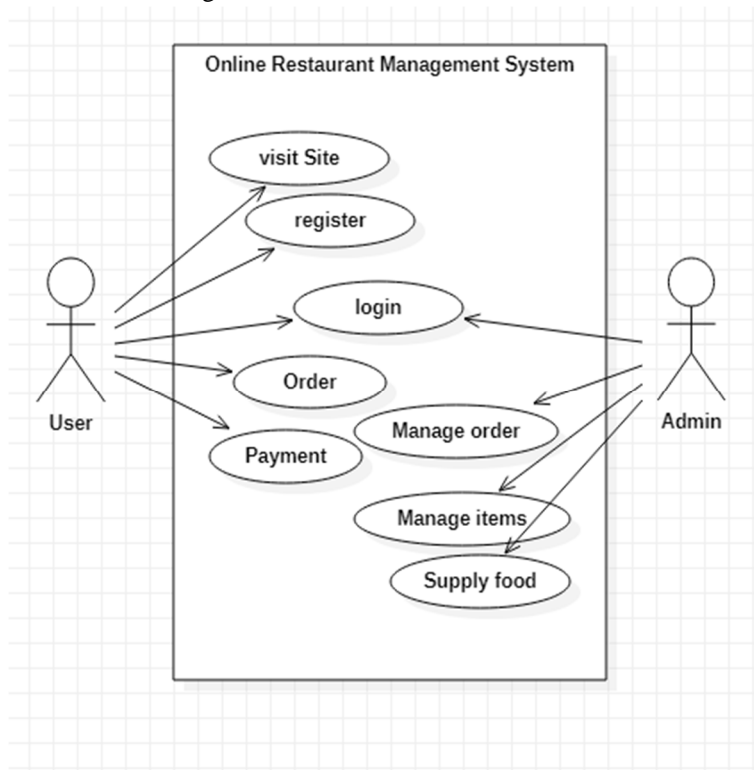 Online Restaurant Management System
visit Site
register
login
Order
Manage order
Payment
Manage items
Supply food
User
Admin